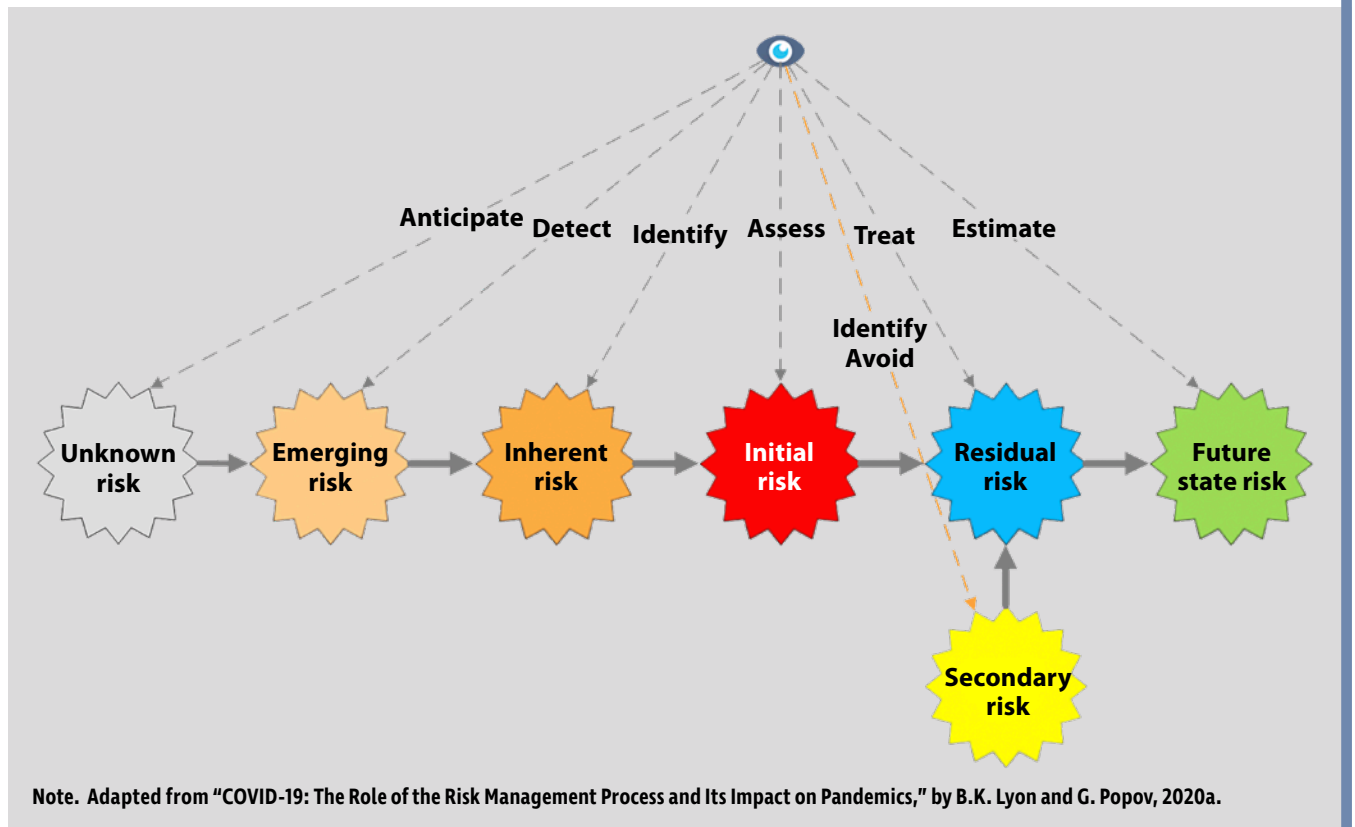 Anticipate
Detect
Identify
Assess
Treat
Estimate
Identify
Avoid
Unknown
risk
Emerging
risk
Inherent
risk
Initial
risk
Residual
risk
Future
state risk
Secondary
risk
Note. Adapted from “COVID-19: The Role of the Risk Management Process and Its Impact on Pandemics,” by B.K. Lyon and G. Popov, 2020a.